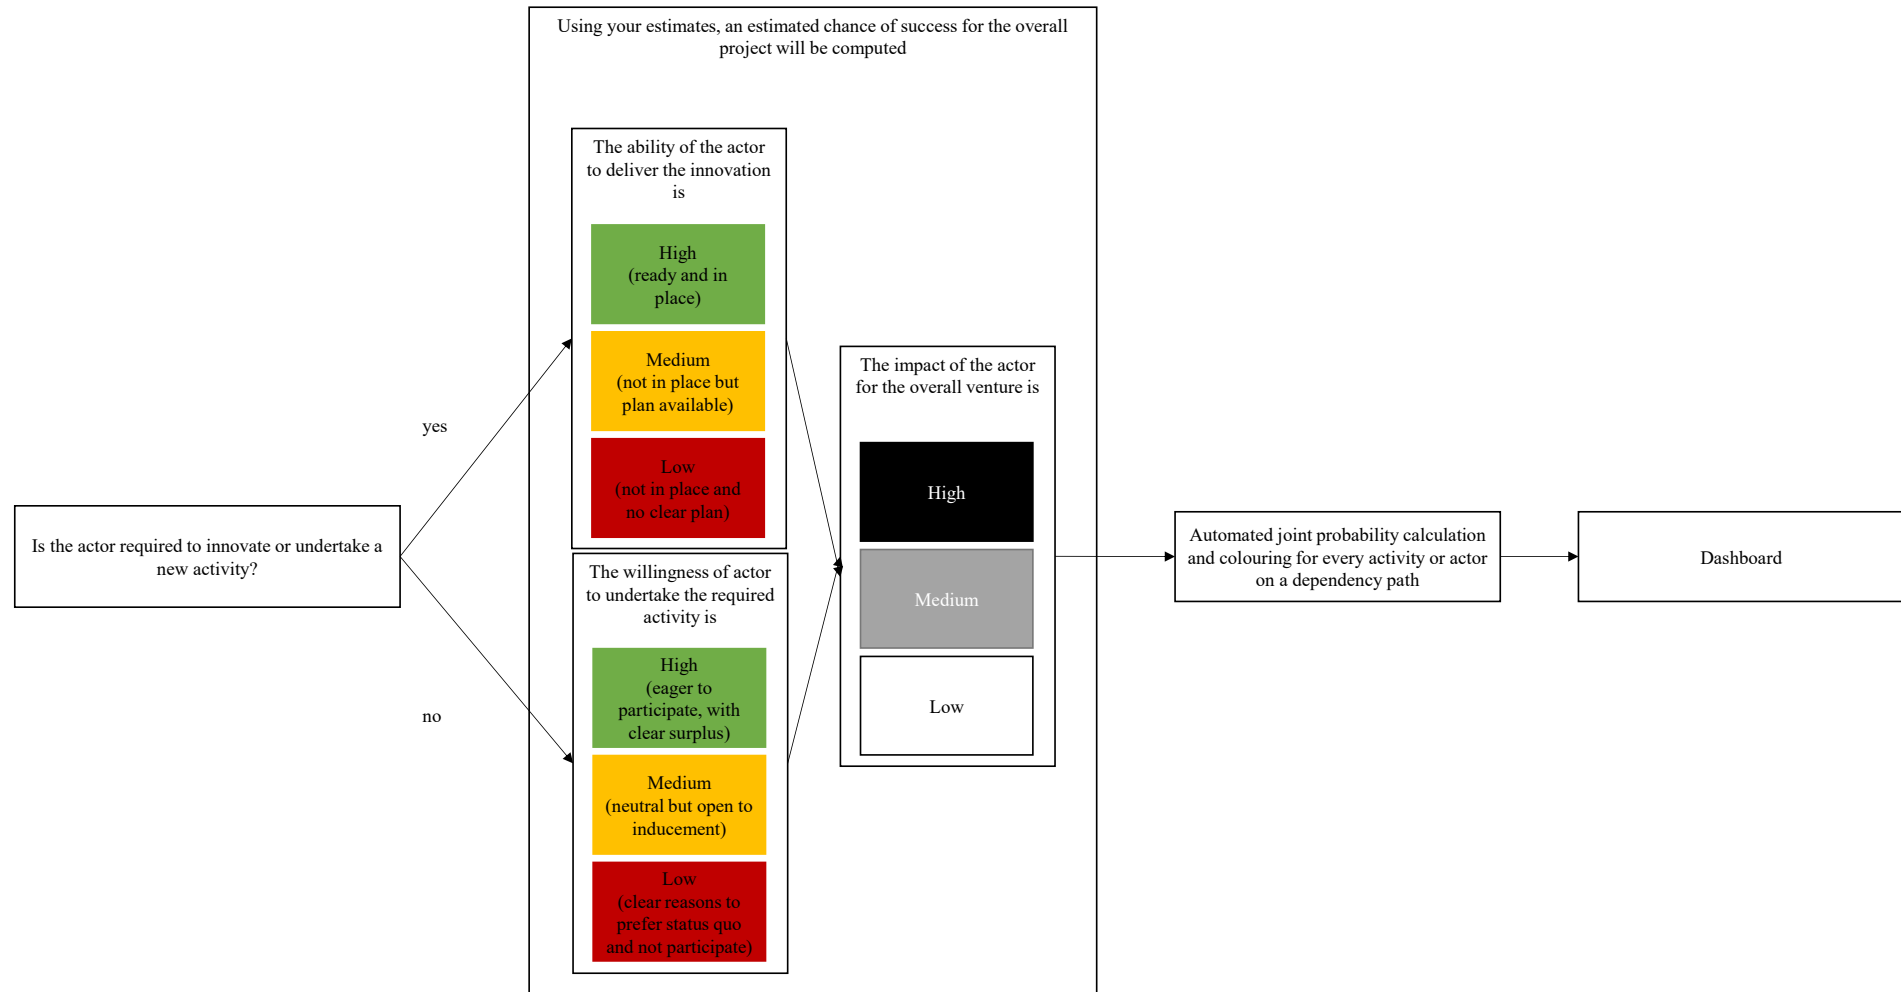 Using your estimates, an estimated chance of success for the overall
project will be computed
The ability of the actor
to deliver the innovation
is
High
(ready and in
place)
Medium
(not in place but
plan available)
Low
(not in place and
no clear plan)
yes
Is the actor required to innovate or undertake a
new activity?
no
The willingness of actor
to undertake the required
activity is
High
(eager to
participate, with
clear surplus)
Medium
(neutral but open to
inducement)
Low
(clear reasons to
prefer status quo
and not participate)
The impact of the actor
for the overall venture is
High
Medium
Low
Automated joint probability calculation
and colouring for every activity or actor
on a dependency path
Dashboard